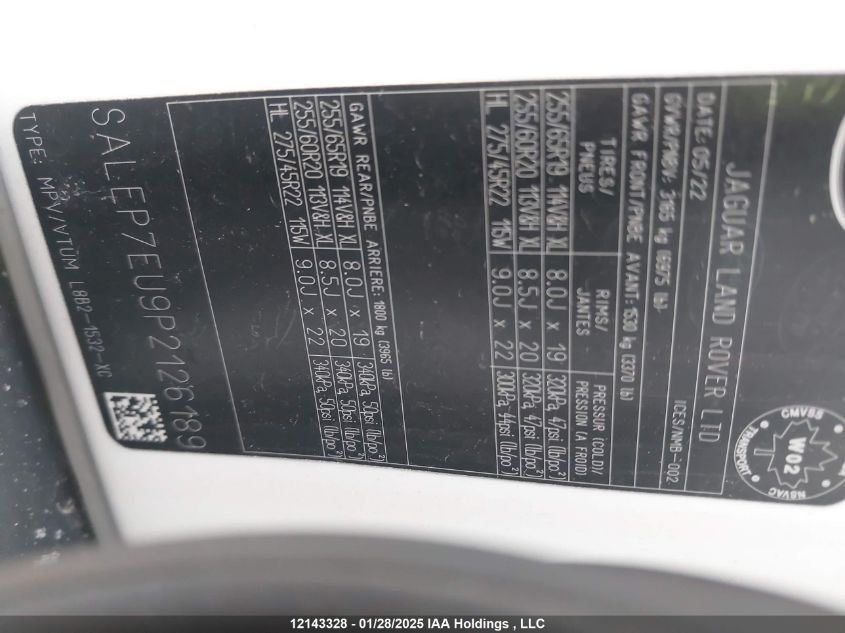 JAGUAR LAND ROVER LTD
DATE: 05/22
ICES/NMB-002
GVWR/PNBV: 3165 kg (6975 lb)
GAWR FRONT/PNBE AVANT: 1530 kg (3370 lb)
TIRES/ PNEUS RIMS/ JANTES PRESSUR (COLD)/ PRESSION (A FROID)
255/65R19 114V&H XL 8.0J x 19 320kPa, 47psi (lb/po²)
255/60R20 113V&H XL 8.5J x 20 320kPa, 47psi (lb/po²)
HL 275/45R22 115W 9.0J x 22 300kPa, 44psi (lb/po²)
GAWR REAR/PNBE ARRIERE: 1800 kg (3965 lb)
255/65R19 114V&H XL 8.0J x 19 340kPa, 50psi (lb/po²)
255/60R20 113V&H XL 8.5J x 20 340kPa, 50psi (lb/po²)
HL 275/45R22 115W 9.0J x 22 340kPa, 50psi (lb/po²)
SALEP7EU9P2126189
TYPE: MPV/VTUM L8B2-1532-XC
CMVSS
TRANSPORT
W02
NSVAC
12143328 - 01/28/2025 IAA Holdings , LLC